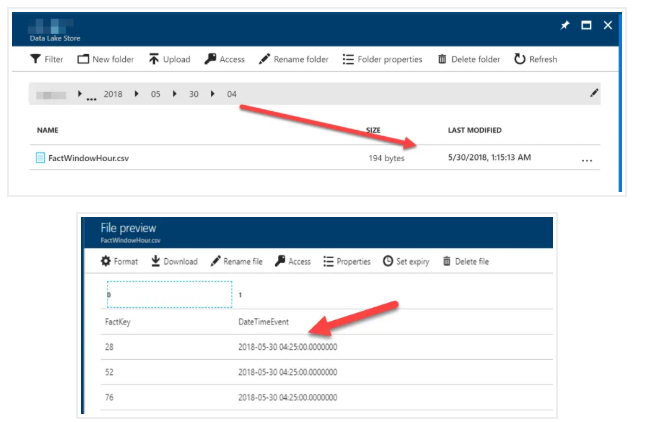 Data Lake Store
Filter New folder Upload Access Rename folder Folder properties Delete folder Refresh
... 2018 05 30 04
NAME SIZE LAST MODIFIED
FactWindowHour.csv 194 bytes 5/30/2018, 1:15:13 AM ...
File preview
FactWindowHour.csv
Format Download Rename file Access Properties Set expiry Delete file
0 1
FactKey DateTimeEvent
28 2018-05-30 04:25:00.0000000
52 2018-05-30 04:25:00.0000000
76 2018-05-30 04:25:00.0000000